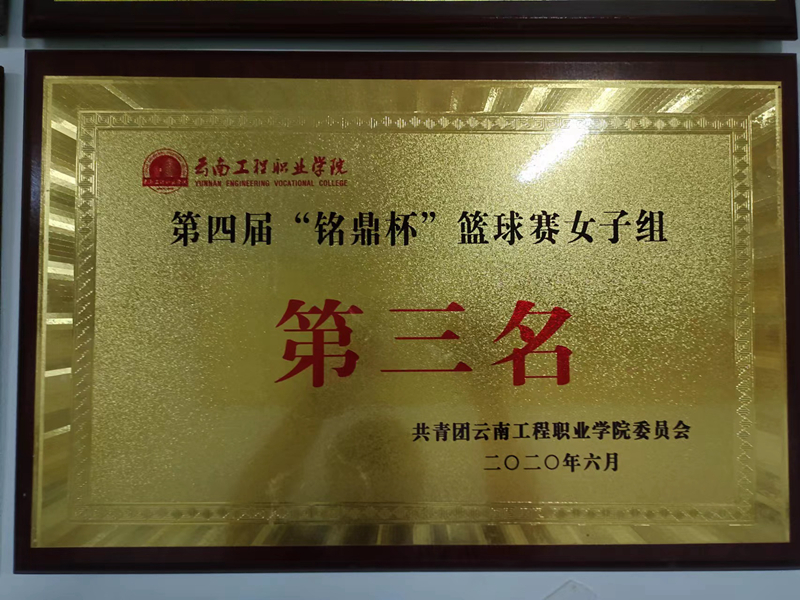 云南工程职业学院
YUNNAN ENGINEERING VOCATIONAL COLLEGE
第四届“铭鼎杯”篮球赛女子组
第三名
共青团云南工程职业学院委员会
二〇二〇年六月